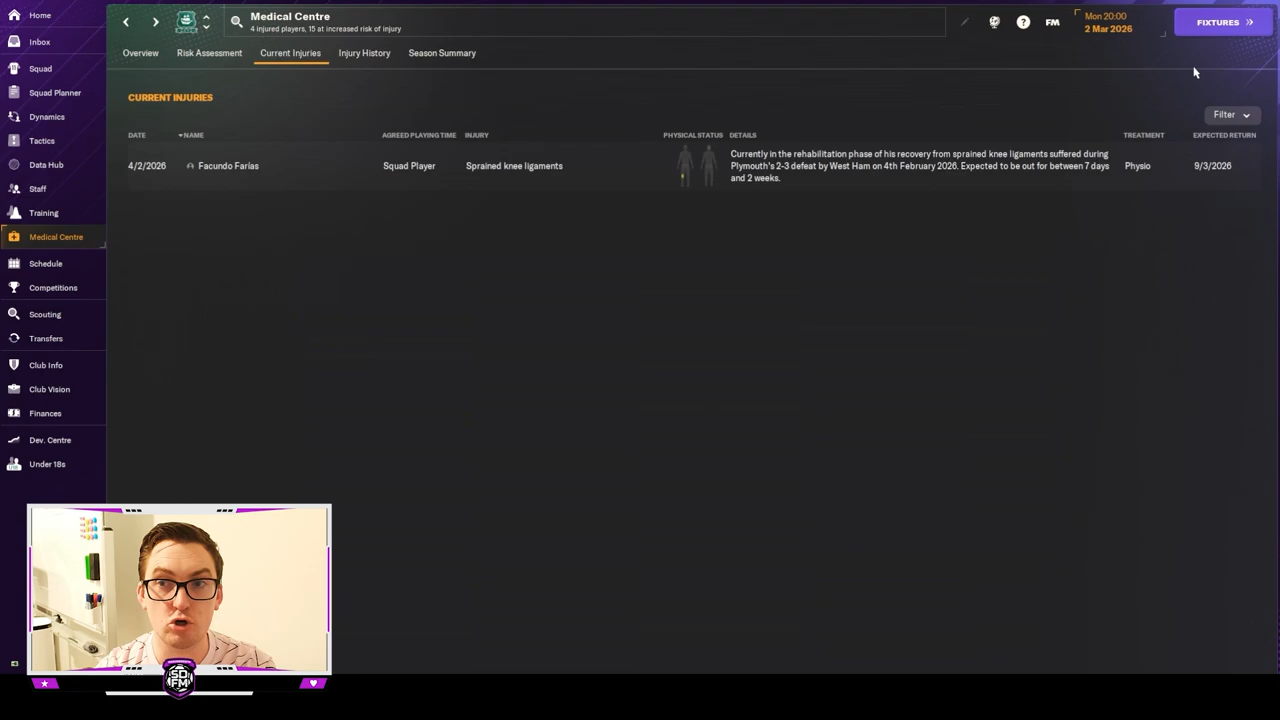 Home
Inbox
Squad
Squad Planner
Dynamics
Tactics
Data Hub
Staff
Training
Medical Centre
Schedule
Competitions
Scouting
Transfers
Club Info
Club Vision
Finances
Dev. Centre
Under 18s
Medical Centre
4 injured players, 15 at increased risk of injury
FM
Mon 20:00
2 Mar 2026
FIXTURES
Overview
Risk Assessment
Current Injuries
Injury History
Season Summary
CURRENT INJURIES
Filter
DATE NAME AGREED PLAYING TIME INJURY PHYSICAL STATUS DETAILS TREATMENT EXPECTED RETURN
4/2/2026 Facundo Farías Squad Player Sprained knee ligaments
Currently in the rehabilitation phase of his recovery from sprained knee ligaments suffered during
Plymouth's 2-3 defeat by West Ham on 4th February 2026. Expected to be out for between 7 days
and 2 weeks.
Physio 9/3/2026
SD
FM